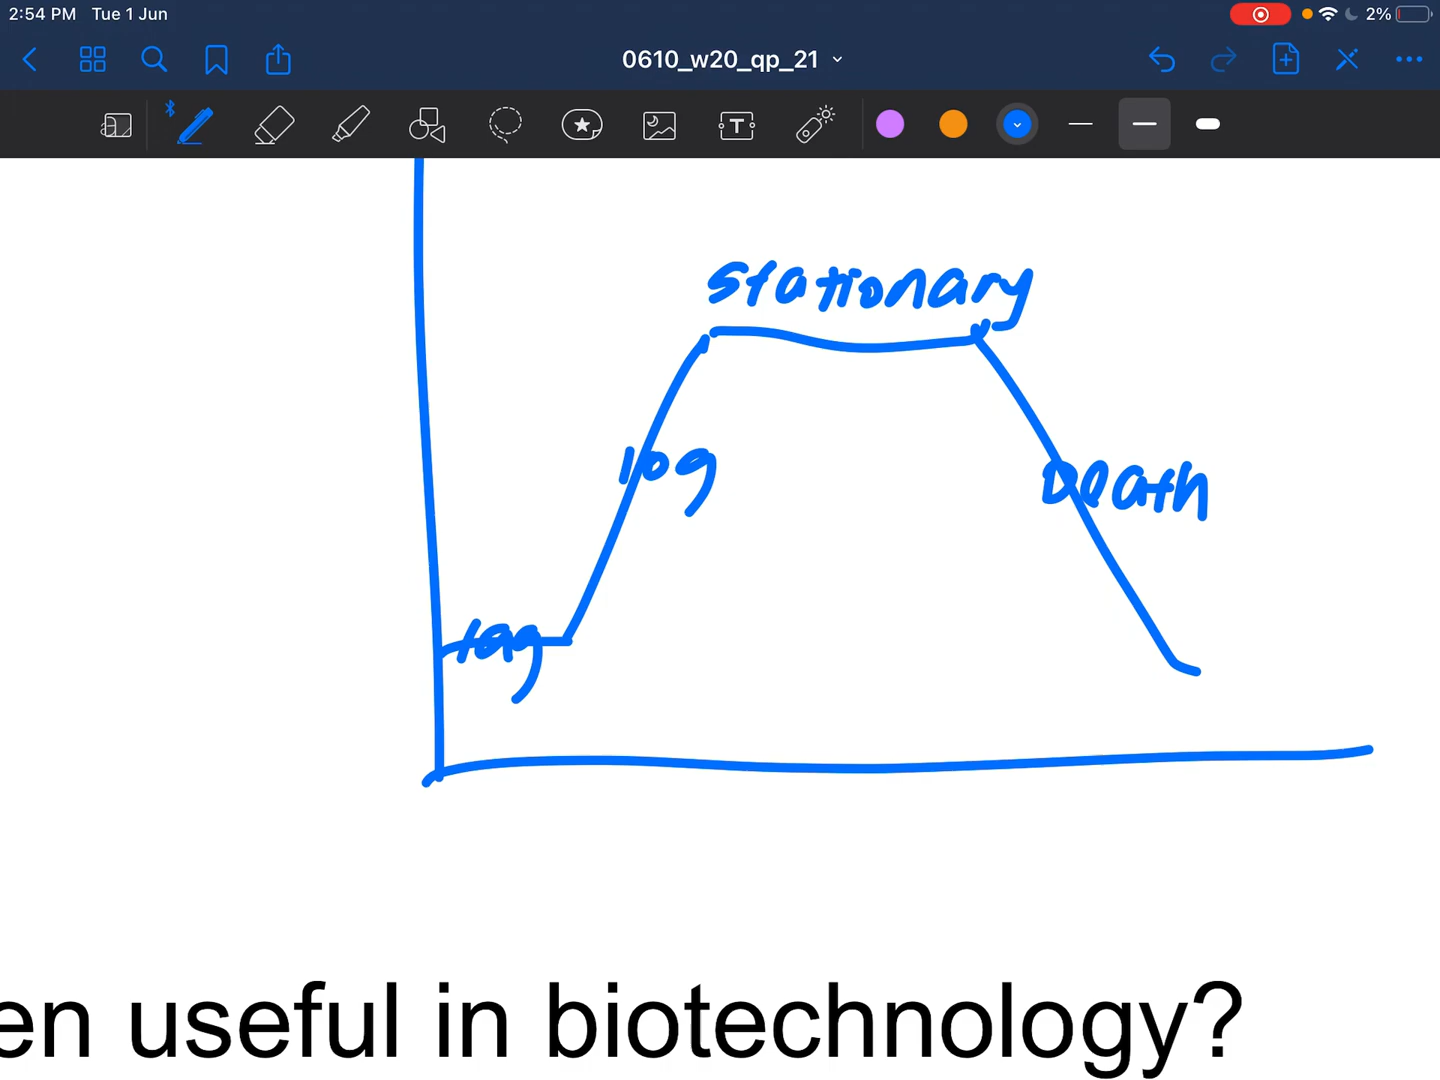 2:54 PM Tue 1 Jun 2%
0610_w20_qp_21
T
Stationary
log
Death
lag
en useful in biotechnology?